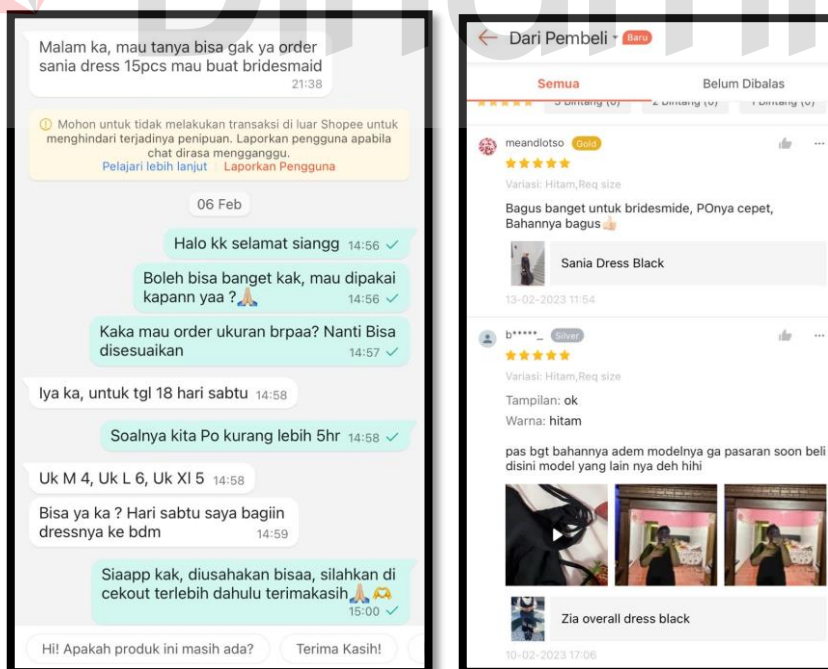 Malam ka, mau tanya bisa gak ya order
sania dress 15pcs mau buat bridesmaid
21:38
Mohon untuk tidak melakukan transaksi di luar Shopee untuk
menghindari terjadinya penipuan. Laporkan pengguna apabila
chat dirasa mengganggu.
Pelajari lebih lanjut Laporkan Pengguna
06 Feb
Halo kk selamat siangg 14:56
Boleh bisa banget kak, mau dipakai
kapann yaa ?🙏🏼 14:56
Kaka mau order ukuran brpaa? Nanti Bisa
disesuaikan 14:57
Iya ka, untuk tgl 18 hari sabtu 14:58
Soalnya kita Po kurang lebih 5hr 14:58
Uk M 4, Uk L 6, Uk Xl 5 14:58
Bisa ya ka ? Hari sabtu saya bagiin
dressnya ke bdm 14:59
Siaapp kak, diusahakan bisaa, silahkan di
cekout terlebih dahulu terimakasih🙏🏼🫶🏼
15:00
Hi! Apakah produk ini masih ada? Terima Kasih!
Dari Pembeli Baru
Semua Belum Dibalas
3 Bintang (0) 2 Bintang (0) 1 Bintang (0)
meandlotso Gold
Variasi: Hitam,Req size
Bagus banget untuk bridesmide, POnya cepet,
Bahannya bagus👍🏻
Sania Dress Black
13-02-2023 11:54
b*****_ Silver
Variasi: Hitam,Req size
Tampilan: ok
Warna: hitam
pas bgt bahannya adem modelnya ga pasaran soon beli
disini model yang lain nya deh hihi
Zia overall dress black
10-02-2023 17:06